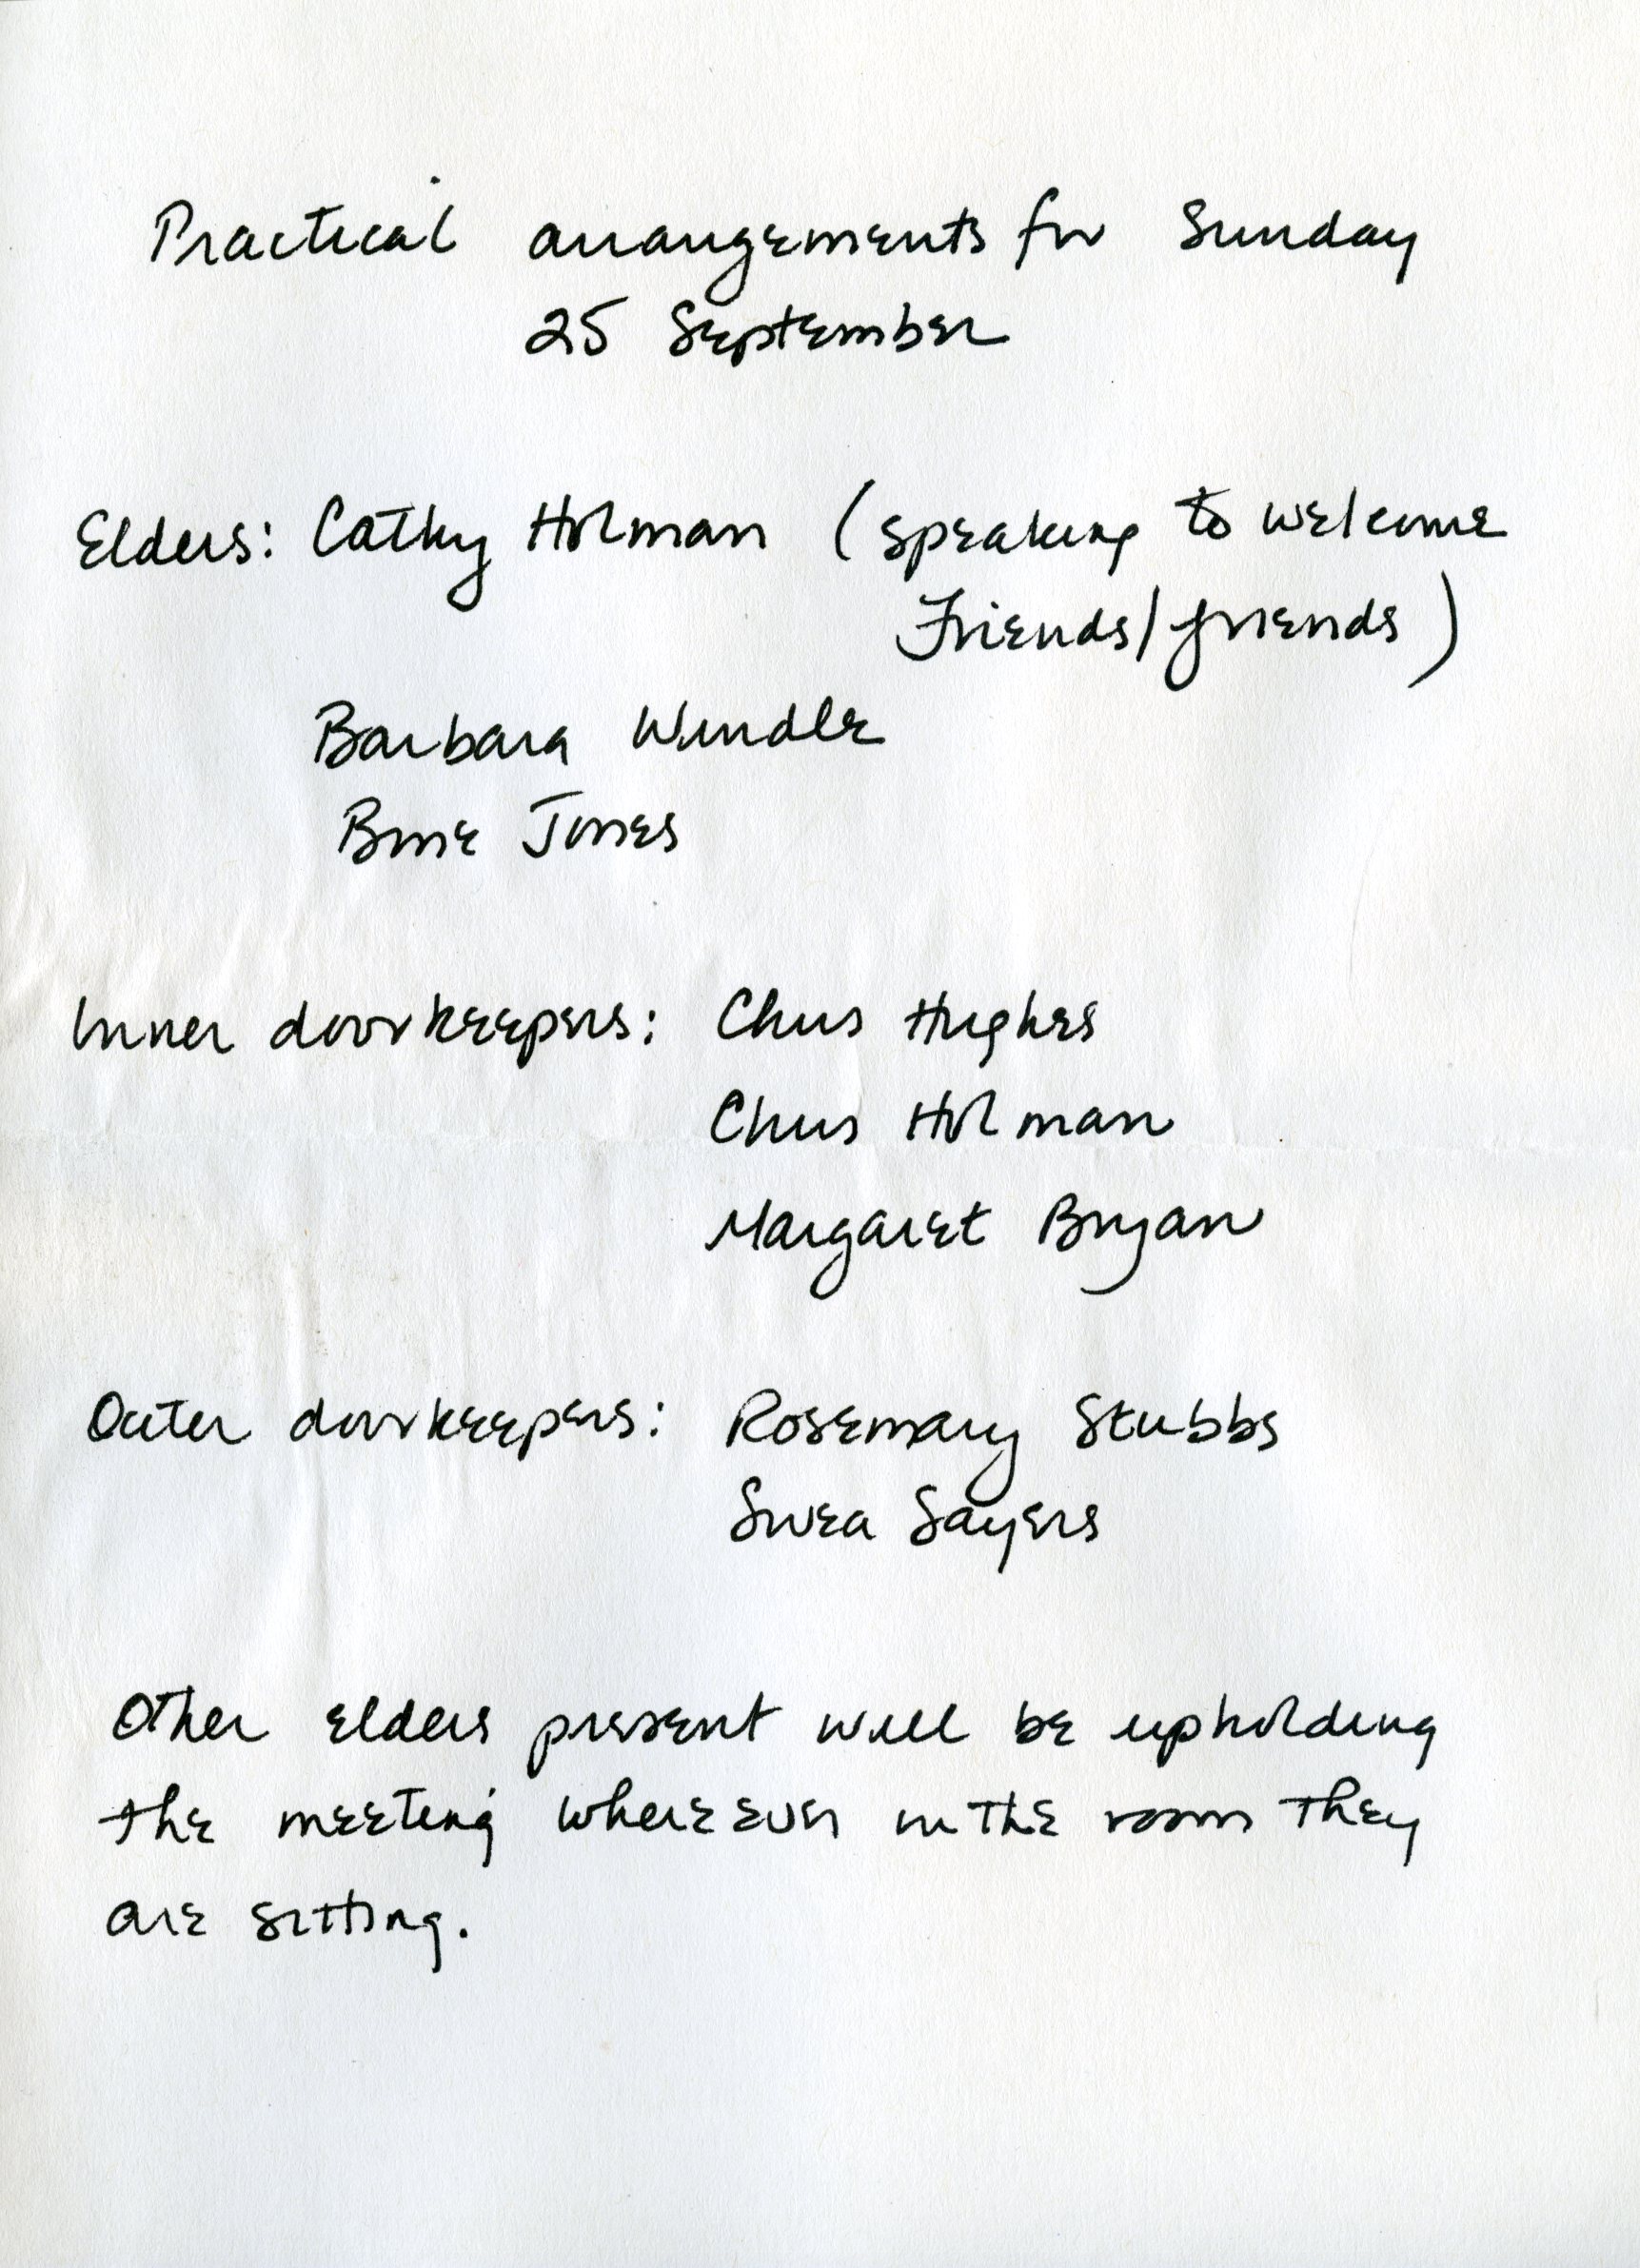 Practical arrangements for Sunday
25 September
Elders: Cathy Holman (speaking to welcome
Friends/friends)
Barbara Windle
Jones
Inner doorkeepers: Chris Hughes
Chris Holman
Margaret Bryan
Outer doorkeepers: Rosemary Stubbs
Swea Sayers
Other elders present will be upholding
the meeting whereever in the room they
are sitting.